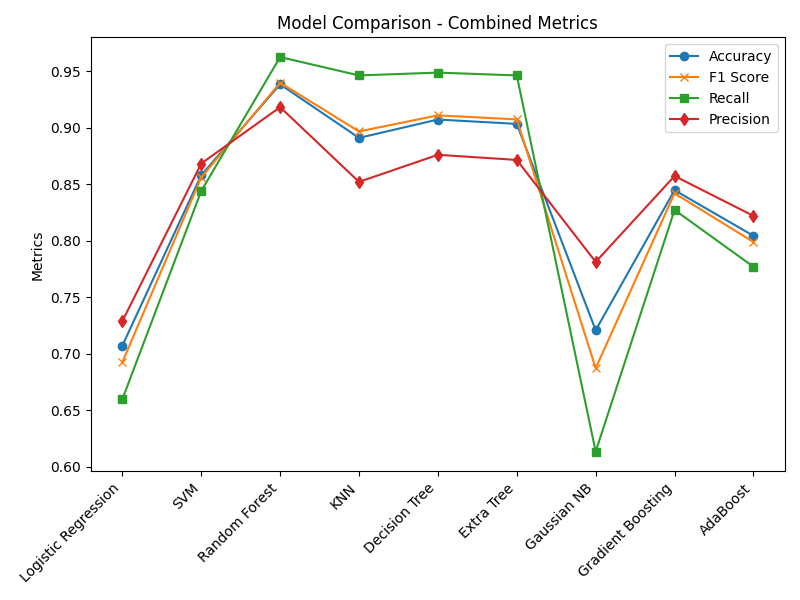 Model Comparison - Combined Metrics
Accuracy
F1 Score
Recall
Precision
Metrics
0.95
0.90
0.85
0.80
0.75
0.70
0.65
0.60
Logistic Regression
SVM
Random Forest
KNN
Decision Tree
Extra Tree
Gaussian NB
Gradient Boosting
AdaBoost